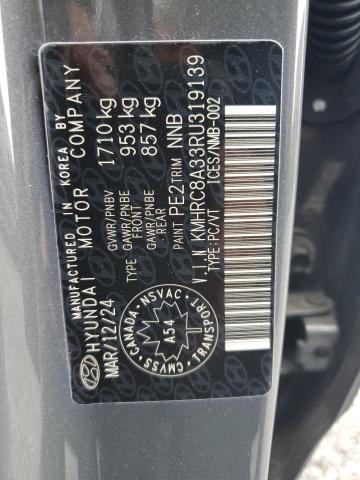 MANUFACTURED IN KOREA BY
HYUNDAI MOTOR COMPANY
MAR/12/24
GVWR/PNBV 1710 kg
GAWR/PNBE FRONT 953 kg
GAWR/PNBE REAR 857 kg
PAINT PE2 TRIM NNB
V.I.N KMHRC8A33RU319139
TYPE:PC/VT ICES/NMB-002
CANADA NSVAC TRANSPORT CMVSS
A54